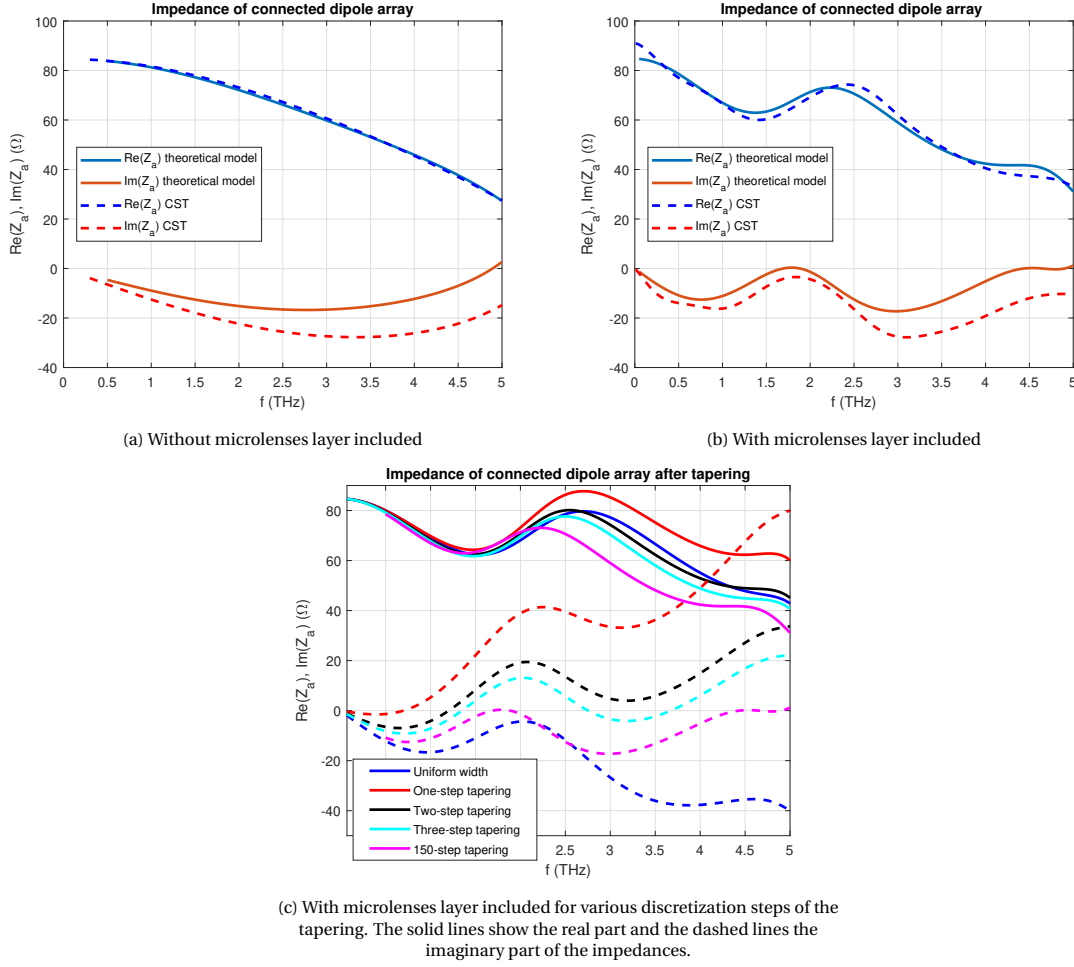 Impedance of connected dipole array
100
80
60
40
20
0
-20
-40
Re(Z_a), Im(Z_a) (Ω)
Re(Z_a) theoretical model
Im(Z_a) theoretical model
Re(Z_a) CST
Im(Z_a) CST
0 0.5 1 1.5 2 2.5 3 3.5 4 4.5 5
f (THz)
(a) Without microlenses layer included
Impedance of connected dipole array
100
80
60
40
20
0
-20
-40
Re(Z_a), Im(Z_a) (Ω)
Re(Z_a) theoretical model
Im(Z_a) theoretical model
Re(Z_a) CST
Im(Z_a) CST
0 0.5 1 1.5 2 2.5 3 3.5 4 4.5 5
f (THz)
(b) With microlenses layer included
Impedance of connected dipole array after tapering
80
60
40
20
0
-20
-40
Re(Z_a), Im(Z_a) (Ω)
Uniform width
One-step tapering
Two-step tapering
Three-step tapering
150-step tapering
2.5 3 3.5 4 4.5 5
f (THz)
(c) With microlenses layer included for various discretization steps of the
tapering. The solid lines show the real part and the dashed lines the
imaginary part of the impedances.